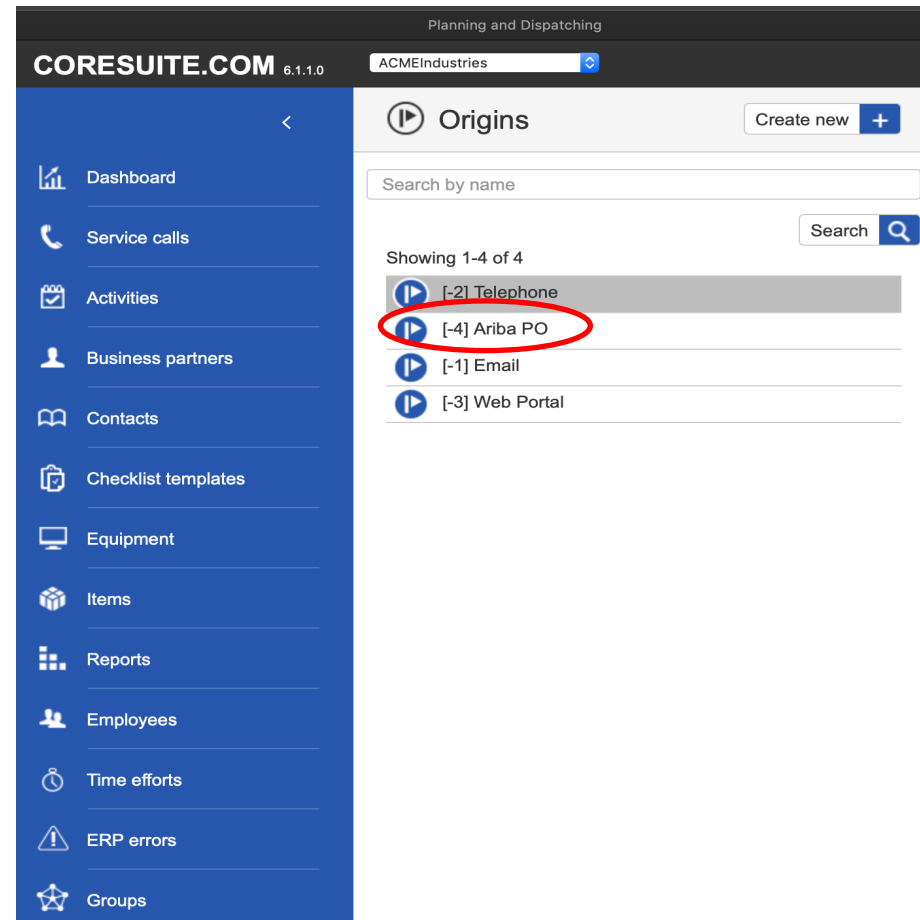 Planning and Dispatching
CORESUITE.COM 6.1.1.0
ACMEIndustries
Origins
Create new
Dashboard
Service calls
Activities
Business partners
Contacts
Checklist templates
Equipment
Items
Reports
Employees
Time efforts
ERP errors
Groups
Search by name
Search
Showing 1-4 of 4
[-2] Telephone
[-4] Ariba PO
[-1] Email
[-3] Web Portal